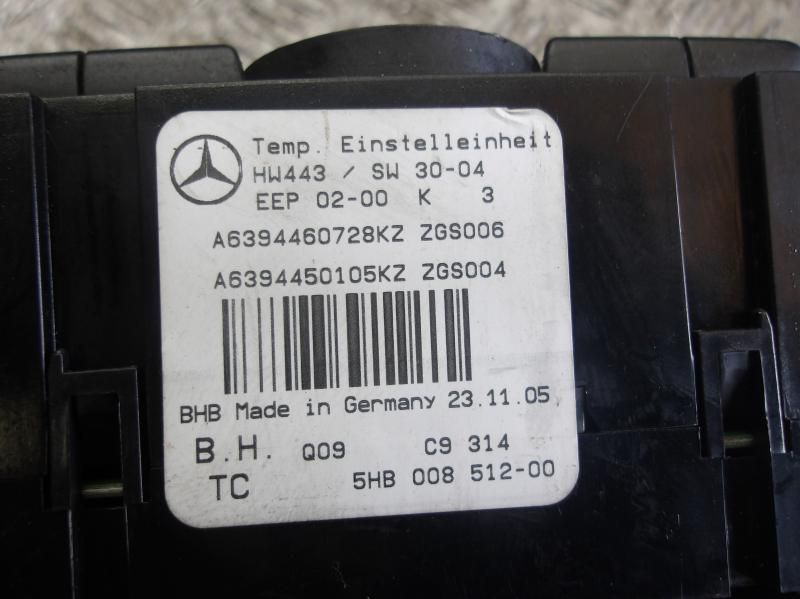 Temp. Einstelleinheit
HW443 / SW 30-04
EEP 02-00 K 3
A6394460728KZ ZGS006
A6394450105KZ ZGS004
BHB Made in Germany 23.11.05
B.H. Q09 C9 314
TC 5HB 008 512-00